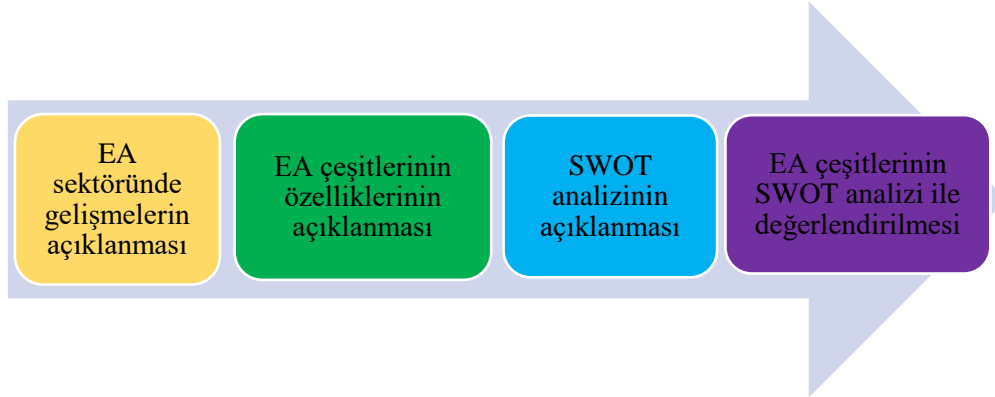 EA
sektöründe
gelişmelerin
açıklanması
EA çeşitlerinin
özelliklerinin
açıklanması
SWOT
analizinin
açıklanması
EA çeşitlerinin
SWOT analizi ile
değerlendirilmesi